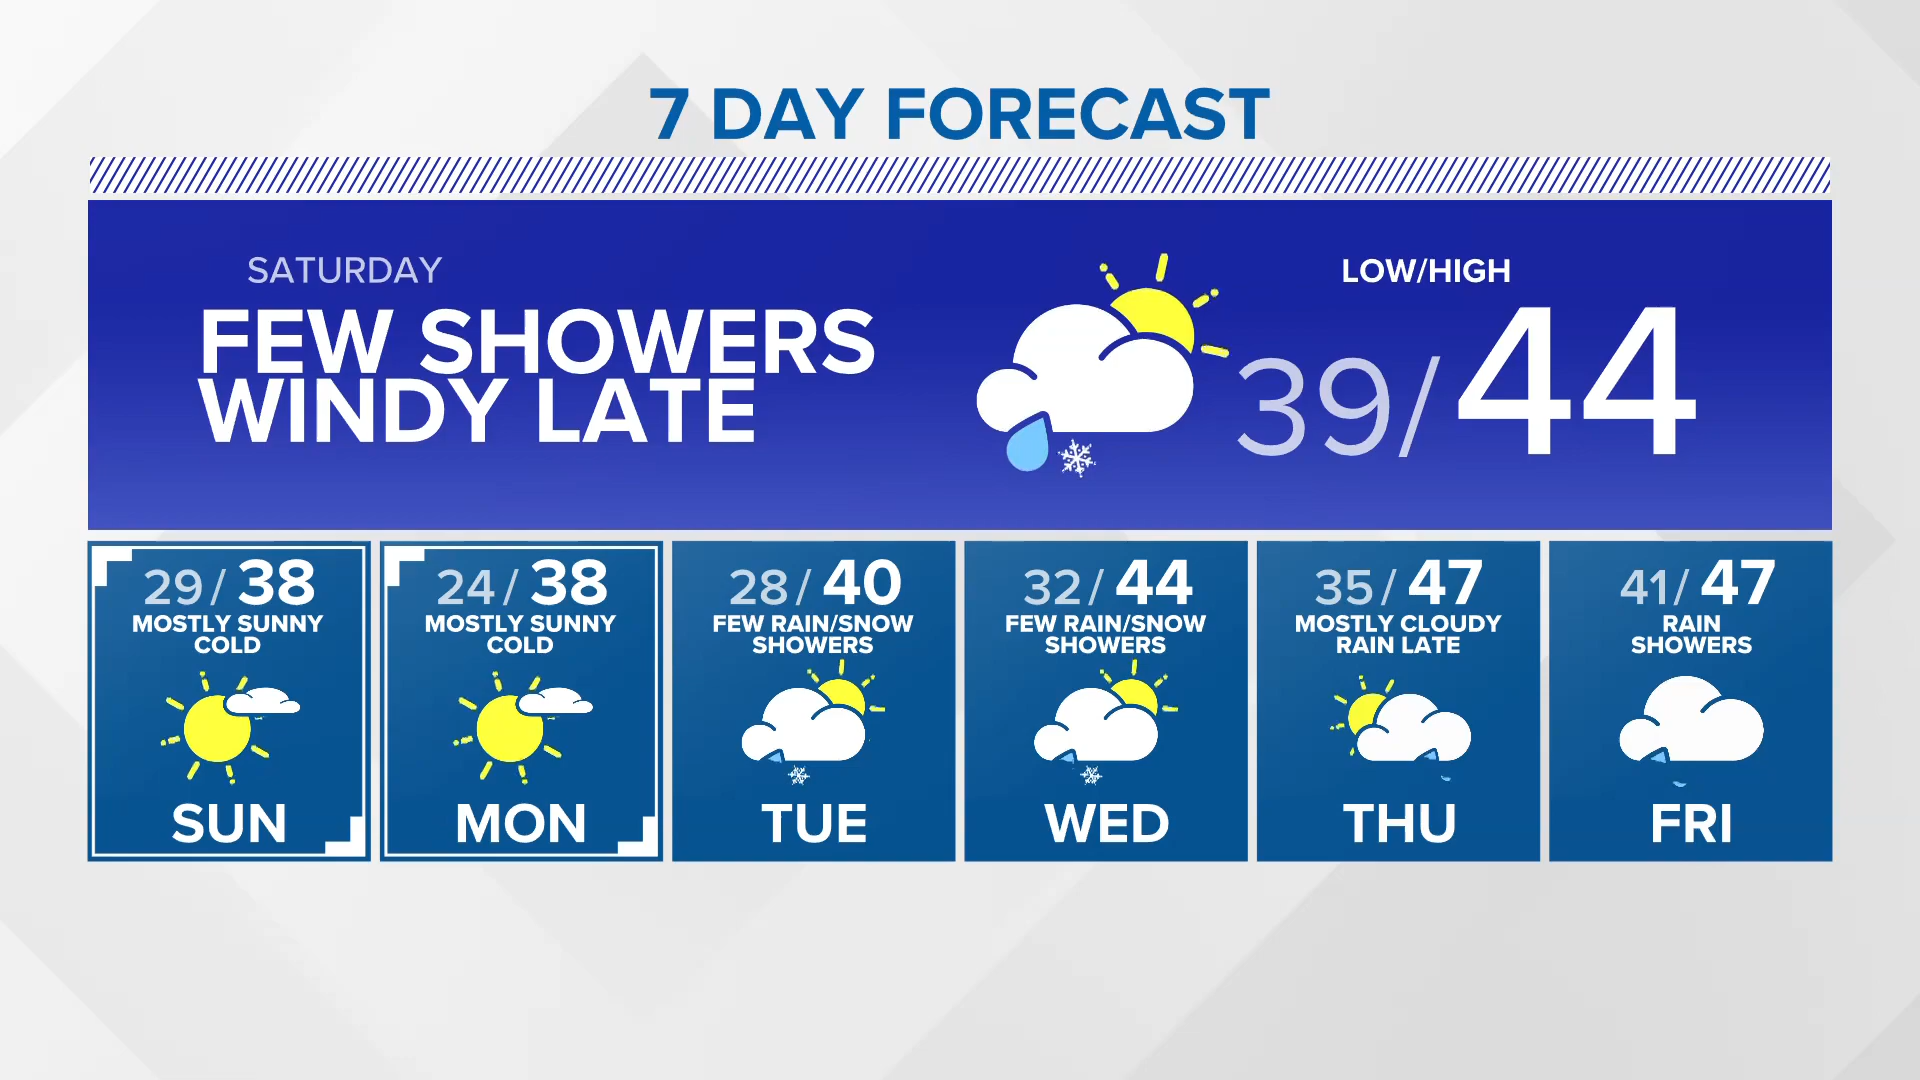 7 DAY FORECAST
SATURDAY
FEW SHOWERS
WINDY LATE
LOW/HIGH
39/44
29/38
MOSTLY SUNNY
COLD
SUN
24/38
MOSTLY SUNNY
COLD
MON
28/40
FEW RAIN/SNOW
SHOWERS
TUE
32/44
FEW RAIN/SNOW
SHOWERS
WED
35/47
MOSTLY CLOUDY
RAIN LATE
THU
41/47
RAIN
SHOWERS
FRI